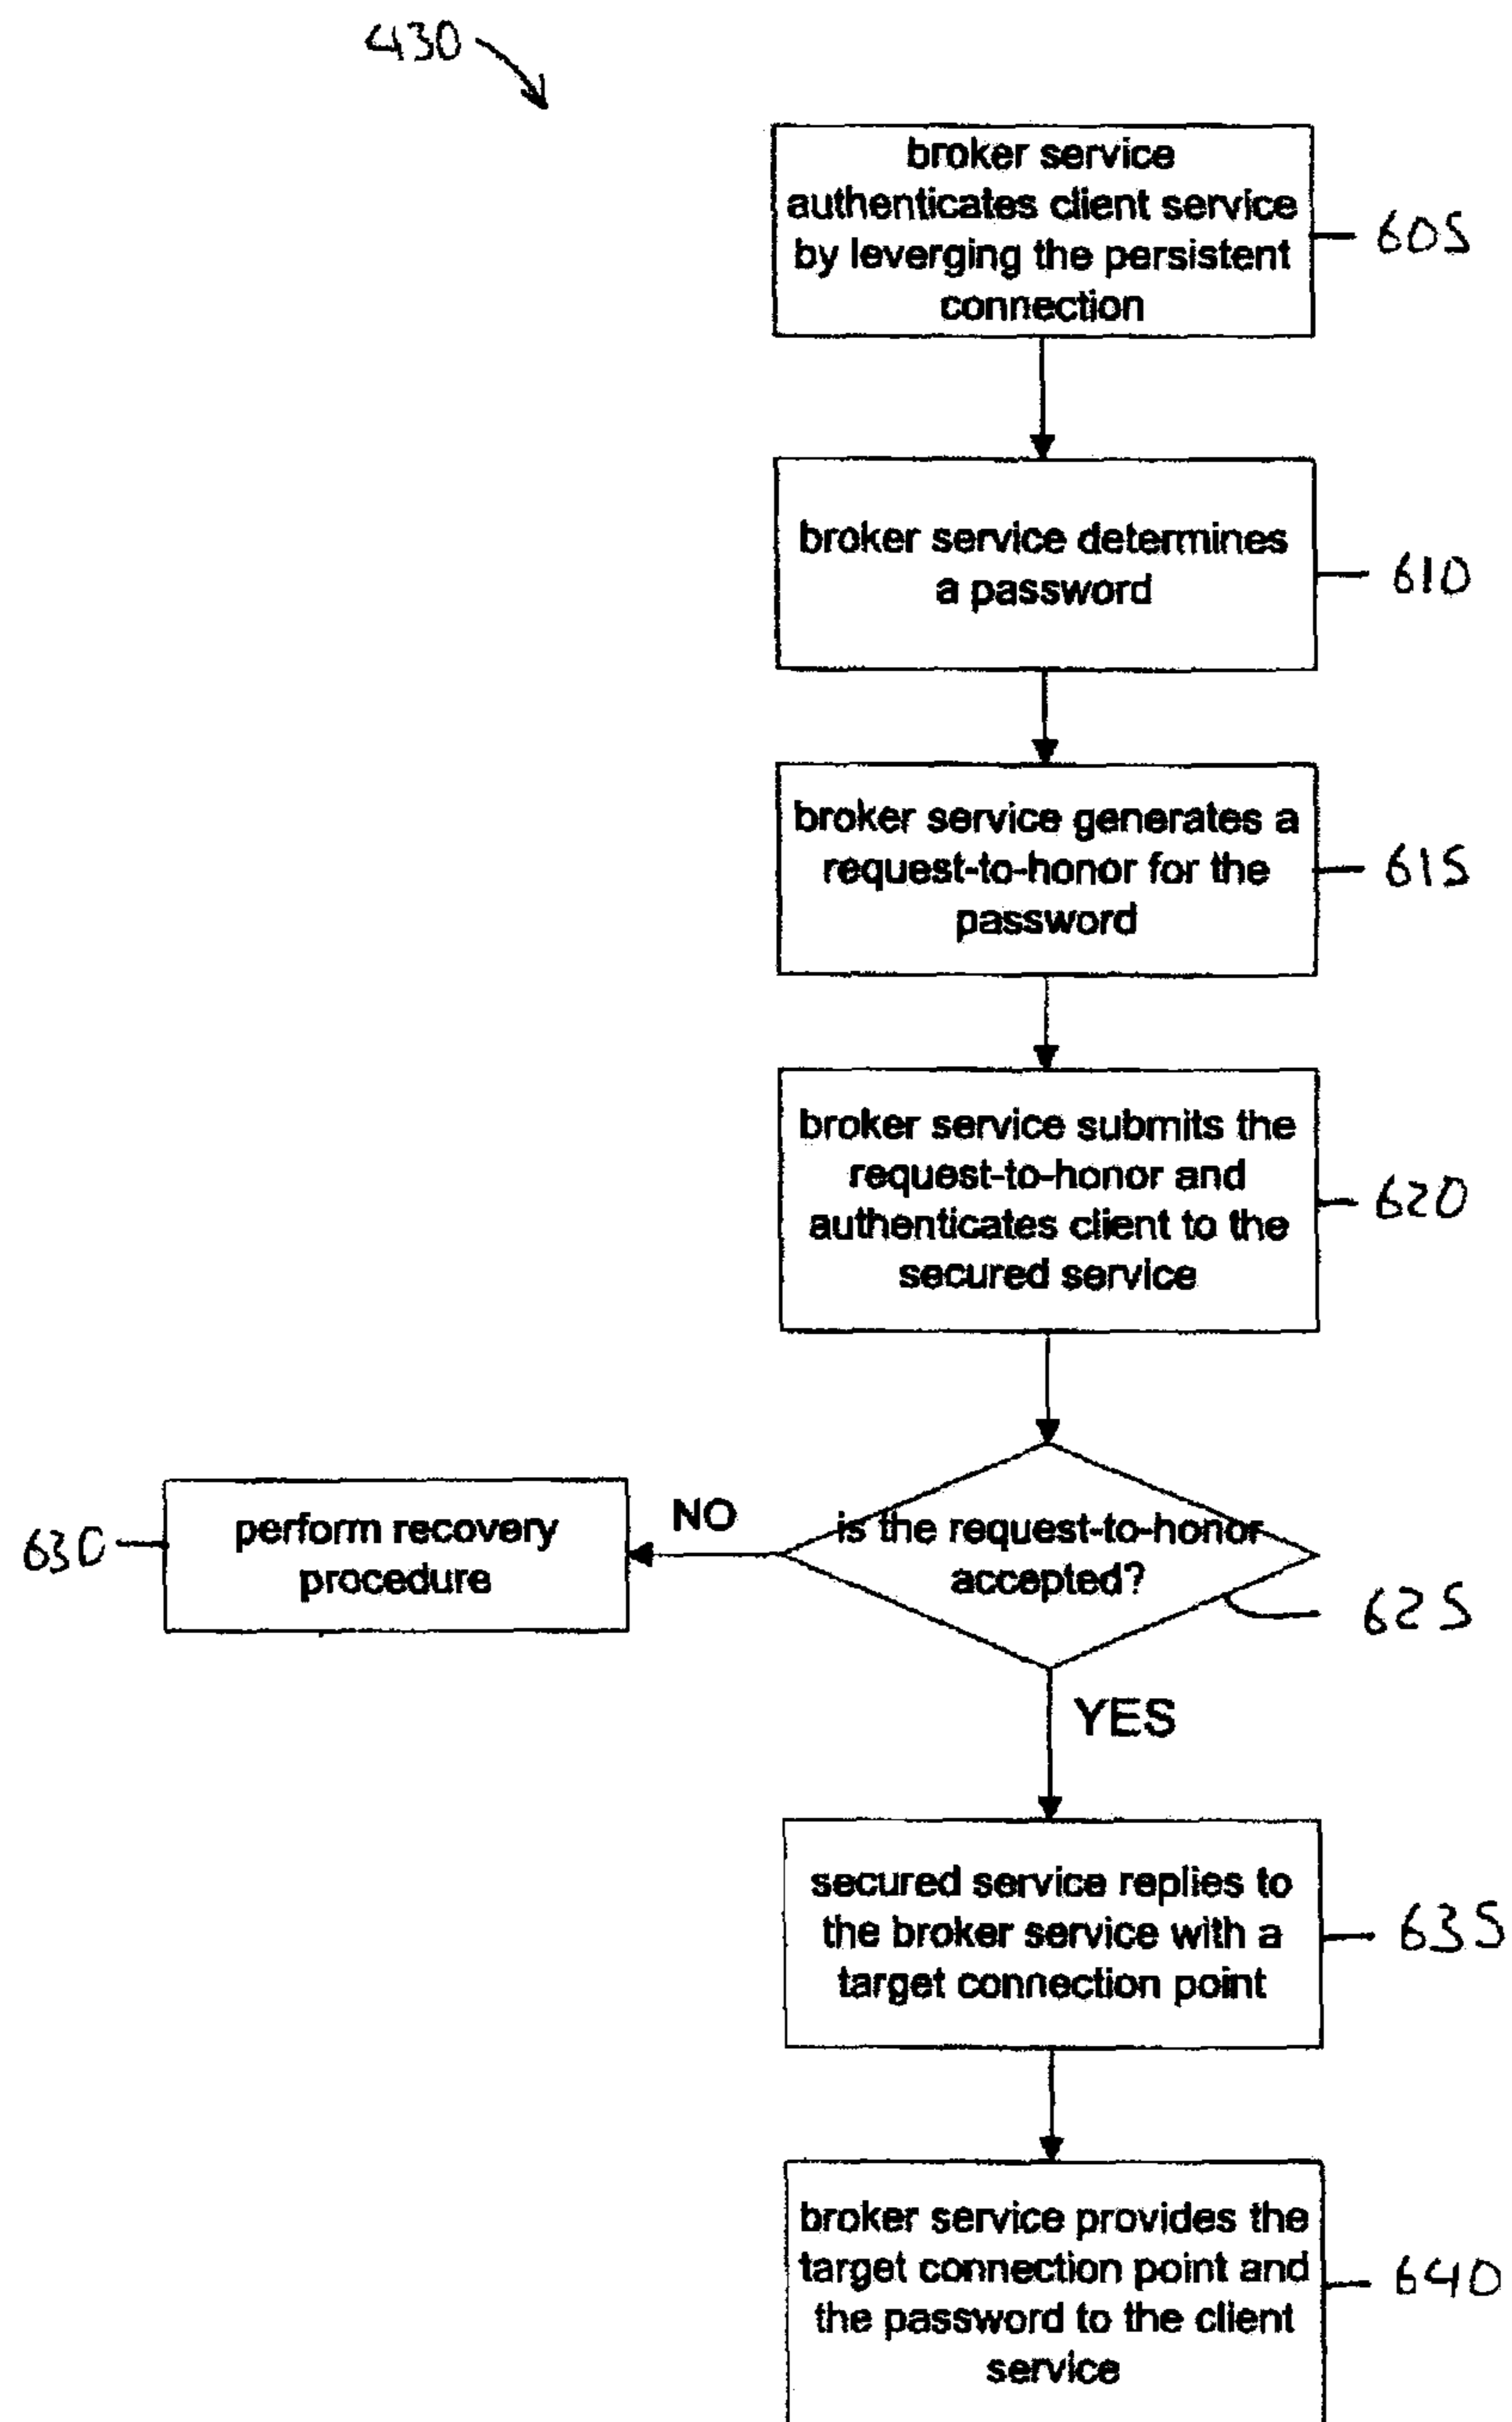 430
broker service
authenticates client service
by leverging the persistent
connection
605
broker service determines
a password
610
broker service generates a
request-to-honor for the
password
615
broker service submits the
request-to-honor and
authenticates client to the
secured service
620
is the request-to-honor
accepted?
625
NO
perform recovery
procedure
630
YES
secured service replies to
the broker service with a
target connection point
635
broker service provides the
target connection point and
the password to the client
service
640